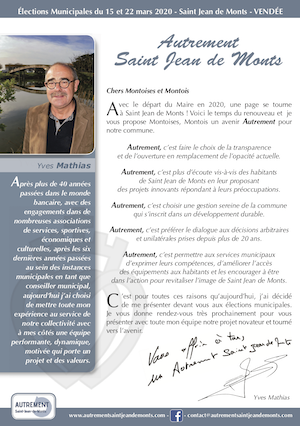 Élections Municipales du 15 et 22 mars 2020 - Saint Jean de Monts - VENDÉE
Autrement
Saint Jean de Monts
Chers Montoises et Montois
Avec le départ du Maire en 2020, une page se tourne
à Saint Jean de Monts ! Voici le temps du renouveau et je
vous propose Montoises, Montois un avenir Autrement pour
notre commune.
Autrement, c'est faire le choix de la transparence
et de l'ouverture en remplacement de l'opacité actuelle.
Autrement, c'est plus d'écoute vis-à-vis des habitants
de Saint Jean de Monts en leur proposant
des projets innovants répondant à leurs préoccupations.
Autrement, c'est choisir une gestion sereine de la commune
qui s'inscrit dans un développement durable.
Autrement, c'est préférer le dialogue aux décisions arbitraires
et unilatérales prises depuis plus de 20 ans.
Autrement, c'est permettre aux services municipaux
d'exprimer leurs compétences, d'améliorer l'accès
des équipements aux habitants et les encourager à être
dans l'action pour revitaliser l'image de Saint Jean de Monts.
C'est pour toutes ces raisons qu'aujourd'hui, j'ai décidé
de me présenter devant vous aux élections municipales.
Je vous donne rendez-vous très prochainement pour vous
présenter avec toute mon équipe notre projet novateur et tourné
vers l'avenir.
Vous offrir à tous,
un Autrement Saint Jean de Monts
Yves Mathias
Yves Mathias
Après plus de 40 années
passées dans le monde
bancaire, avec des
engagements dans de
nombreuses associations
de services, sportives,
économiques et
culturelles, après les six
dernières années passées
au sein des instances
municipales en tant que
conseiller municipal,
aujourd'hui j'ai choisi
de mettre toute mon
expérience au service de
notre collectivité avec
à mes côtés une équipe
performante, dynamique,
motivée qui porte un
projet et des valeurs.
AUTREMENT
Saint-Jean-de-Monts
www.autrementsaintjeandemonts.com - f - contact@autrementsaintjeandemonts.com